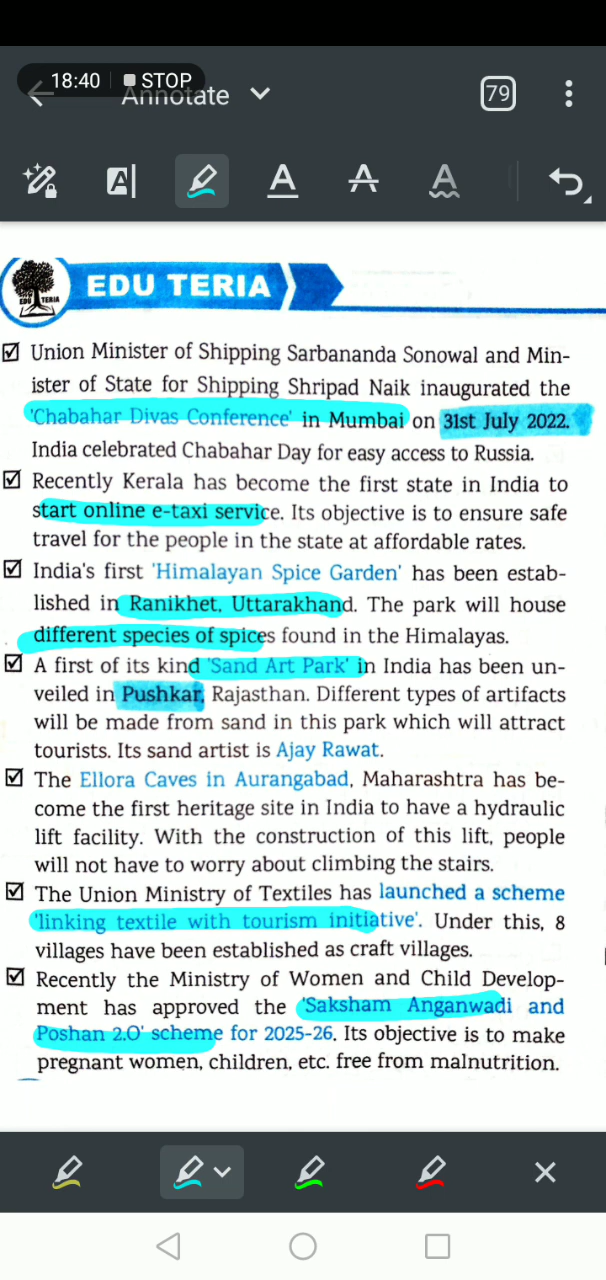 18:40 STOP
Annotate
79
A
A
A
A
EDU TERIA
EDU TERIA
Union Minister of Shipping Sarbananda Sonowal and Min-
ister of State for Shipping Shripad Naik inaugurated the
'Chabahar Divas Conference' in Mumbai on 31st July 2022.
India celebrated Chabahar Day for easy access to Russia.
Recently Kerala has become the first state in India to
start online e-taxi service. Its objective is to ensure safe
travel for the people in the state at affordable rates.
India's first 'Himalayan Spice Garden' has been estab-
lished in Ranikhet, Uttarakhand. The park will house
different species of spices found in the Himalayas.
A first of its kind 'Sand Art Park' in India has been un-
veiled in Pushkar, Rajasthan. Different types of artifacts
will be made from sand in this park which will attract
tourists. Its sand artist is Ajay Rawat.
The Ellora Caves in Aurangabad, Maharashtra has be-
come the first heritage site in India to have a hydraulic
lift facility. With the construction of this lift, people
will not have to worry about climbing the stairs.
The Union Ministry of Textiles has launched a scheme
'linking textile with tourism initiative'. Under this, 8
villages have been established as craft villages.
Recently the Ministry of Women and Child Develop-
ment has approved the 'Saksham Anganwadi and
Poshan 2.O' scheme for 2025-26. Its objective is to make
pregnant women, children, etc. free from malnutrition.